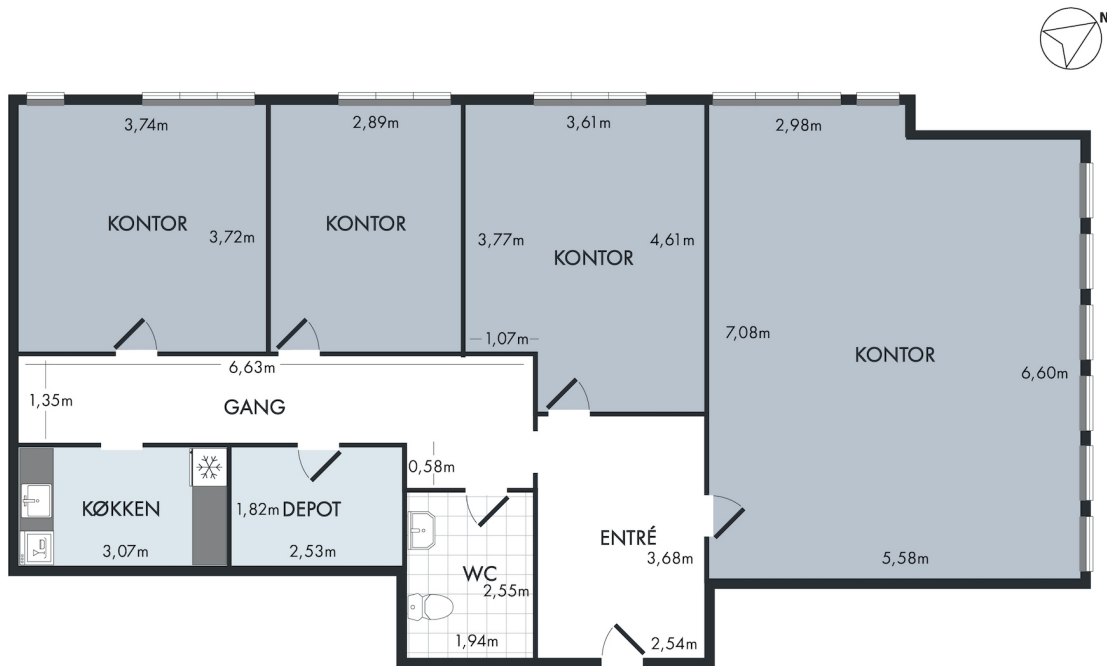 N
3,74m
2,89m
3,61m
2,98m
KONTOR
3,72m
KONTOR
3,77m
4,61m
KONTOR
1,07m
7,08m
KONTOR
6,60m
6,63m
1,35m
GANG
0,58m
KØKKEN
3,07m
1,82m
DEPOT
2,53m
WC
2,55m
1,94m
ENTRÉ
3,68m
2,54m
5,58m